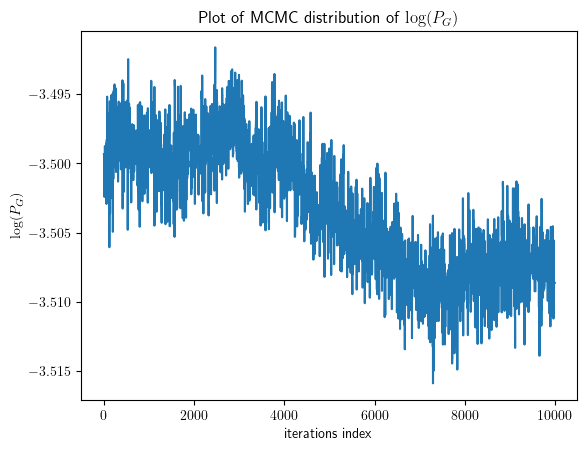 Plot of MCMC distribution of log(P_G)
−3.495
−3.500
−3.505
−3.510
−3.515
log(P_G)
0 2000 4000 6000 8000 10000
iterations index